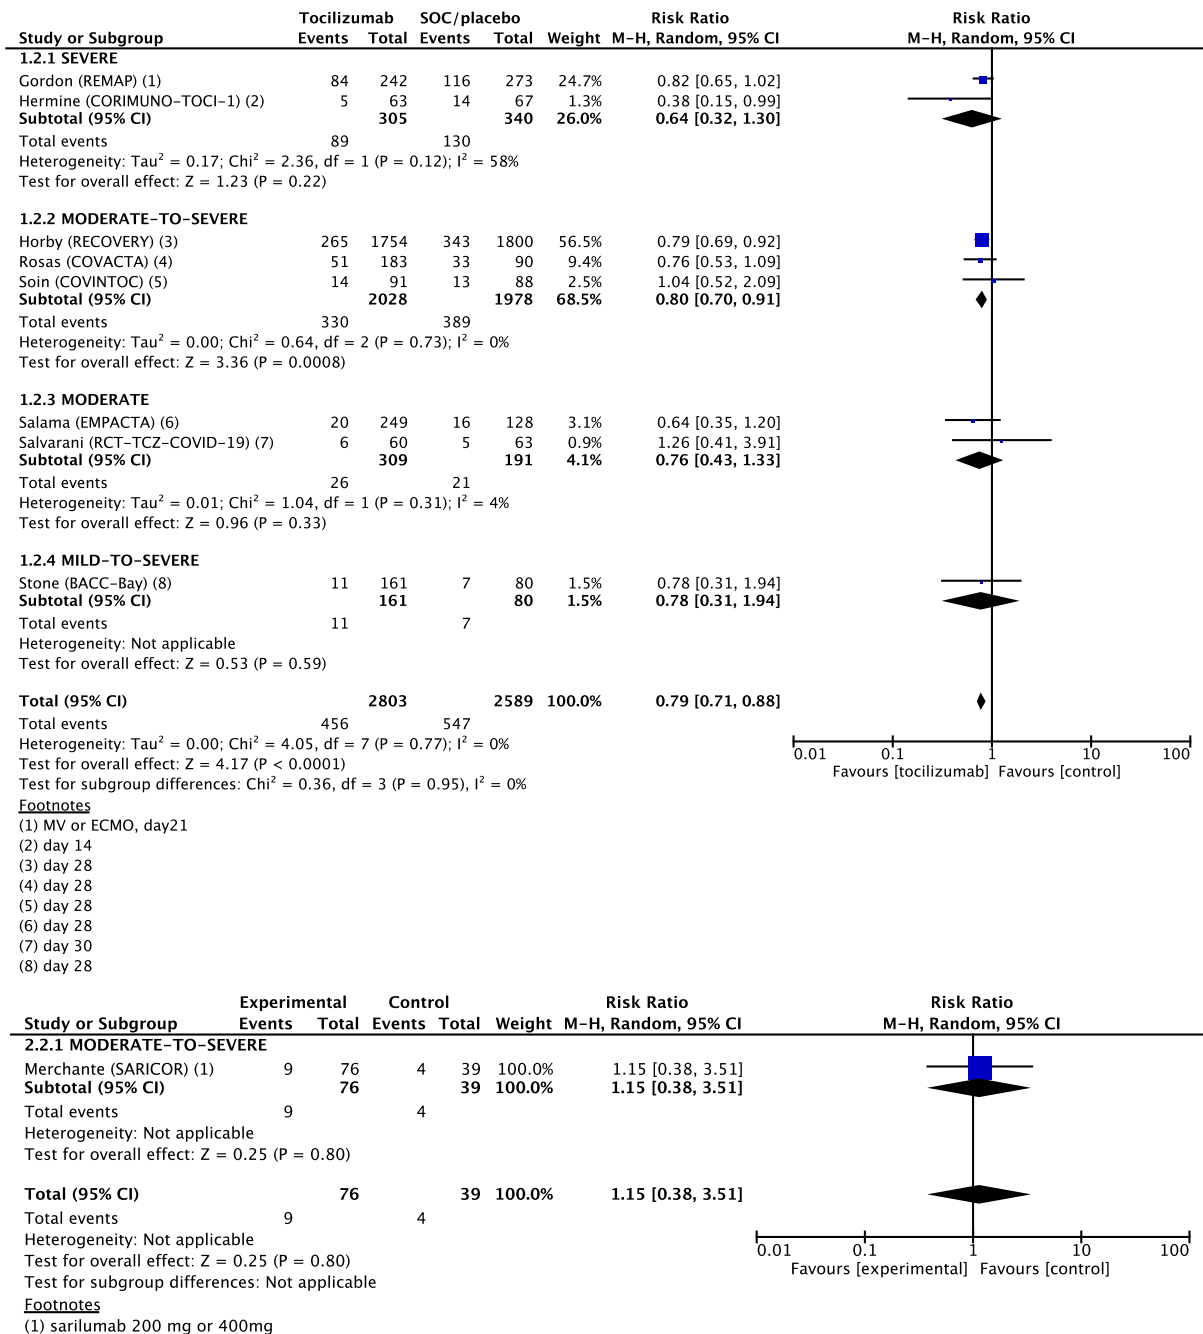 Tocilizumab SOC/placebo Risk Ratio Risk Ratio
Study or Subgroup Events Total Events Total Weight M-H, Random, 95% CI M-H, Random, 95% CI
1.2.1 SEVERE
Gordon (REMAP) (1) 84 242 116 273 24.7% 0.82 [0.65, 1.02]
Hermine (CORIMUNO-TOCI-1) (2) 5 63 14 67 1.3% 0.38 [0.15, 0.99]
Subtotal (95% CI) 305 340 26.0% 0.64 [0.32, 1.30]
Total events 89 130
Heterogeneity: Tau² = 0.17; Chi² = 2.36, df = 1 (P = 0.12); I² = 58%
Test for overall effect: Z = 1.23 (P = 0.22)
1.2.2 MODERATE-TO-SEVERE
Horby (RECOVERY) (3) 265 1754 343 1800 56.5% 0.79 [0.69, 0.92]
Rosas (COVACTA) (4) 51 183 33 90 9.4% 0.76 [0.53, 1.09]
Soin (COVINTOC) (5) 14 91 13 88 2.5% 1.04 [0.52, 2.09]
Subtotal (95% CI) 2028 1978 68.5% 0.80 [0.70, 0.91]
Total events 330 389
Heterogeneity: Tau² = 0.00; Chi² = 0.64, df = 2 (P = 0.73); I² = 0%
Test for overall effect: Z = 3.36 (P = 0.0008)
1.2.3 MODERATE
Salama (EMPACTA) (6) 20 249 16 128 3.1% 0.64 [0.35, 1.20]
Salvarani (RCT-TCZ-COVID-19) (7) 6 60 5 63 0.9% 1.26 [0.41, 3.91]
Subtotal (95% CI) 309 191 4.1% 0.76 [0.43, 1.33]
Total events 26 21
Heterogeneity: Tau² = 0.01; Chi² = 1.04, df = 1 (P = 0.31); I² = 4%
Test for overall effect: Z = 0.96 (P = 0.33)
1.2.4 MILD-TO-SEVERE
Stone (BACC-Bay) (8) 11 161 7 80 1.5% 0.78 [0.31, 1.94]
Subtotal (95% CI) 161 80 1.5% 0.78 [0.31, 1.94]
Total events 11 7
Heterogeneity: Not applicable
Test for overall effect: Z = 0.53 (P = 0.59)
Total (95% CI) 2803 2589 100.0% 0.79 [0.71, 0.88]
Total events 456 547
Heterogeneity: Tau² = 0.00; Chi² = 4.05, df = 7 (P = 0.77); I² = 0%
Test for overall effect: Z = 4.17 (P < 0.0001)
Test for subgroup differences: Chi² = 0.36, df = 3 (P = 0.95), I² = 0%
0.01 0.1 1 10 100
Favours [tocilizumab] Favours [control]
Footnotes
(1) MV or ECMO, day21
(2) day 14
(3) day 28
(4) day 28
(5) day 28
(6) day 28
(7) day 30
(8) day 28
Experimental Control Risk Ratio Risk Ratio
Study or Subgroup Events Total Events Total Weight M-H, Random, 95% CI M-H, Random, 95% CI
2.2.1 MODERATE-TO-SEVERE
Merchante (SARICOR) (1) 9 76 4 39 100.0% 1.15 [0.38, 3.51]
Subtotal (95% CI) 76 39 100.0% 1.15 [0.38, 3.51]
Total events 9 4
Heterogeneity: Not applicable
Test for overall effect: Z = 0.25 (P = 0.80)
Total (95% CI) 76 39 100.0% 1.15 [0.38, 3.51]
Total events 9 4
Heterogeneity: Not applicable
Test for overall effect: Z = 0.25 (P = 0.80)
Test for subgroup differences: Not applicable
0.01 0.1 1 10 100
Favours [experimental] Favours [control]
Footnotes
(1) sarilumab 200 mg or 400mg